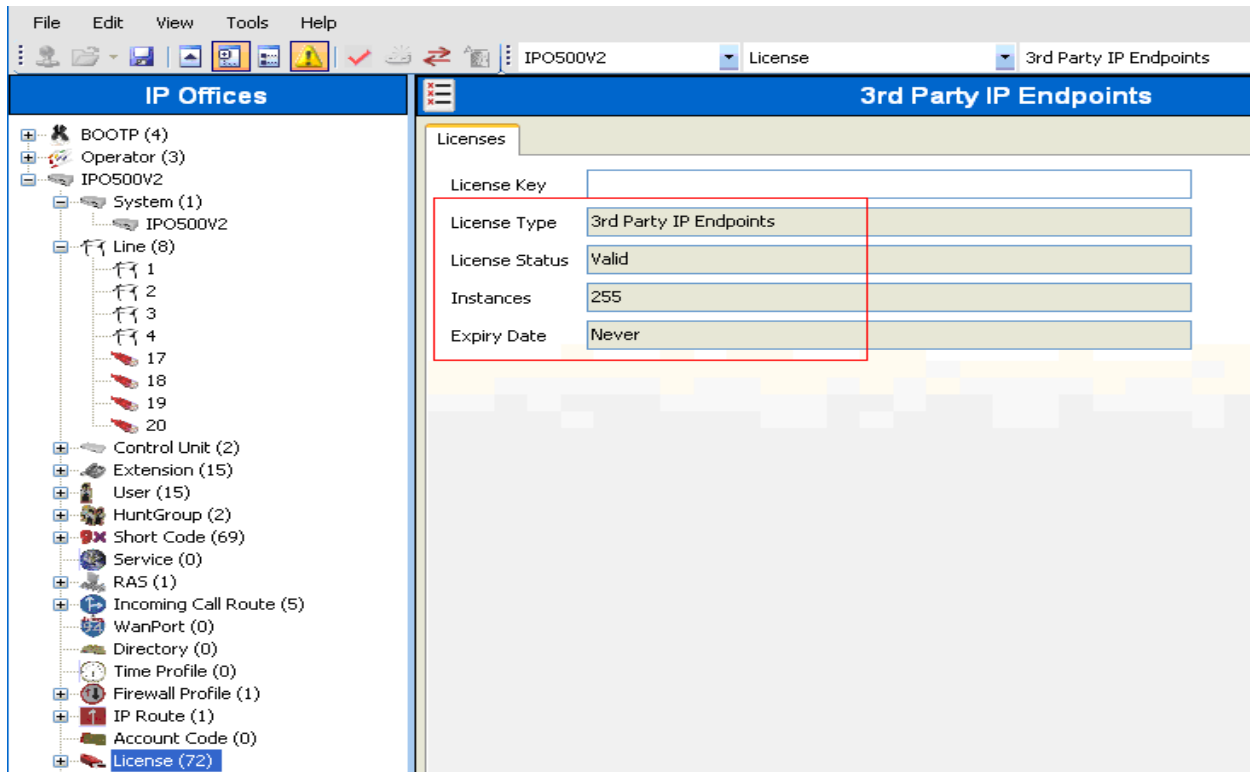 File Edit View Tools Help
IPO500V2 License 3rd Party IP Endpoints
IP Offices
BOOTP (4)
Operator (3)
IPO500V2
System (1)
IPO500V2
Line (8)
1
2
3
4
17
18
19
20
Control Unit (2)
Extension (15)
User (15)
HuntGroup (2)
Short Code (69)
Service (0)
RAS (1)
Incoming Call Route (5)
WanPort (0)
Directory (0)
Time Profile (0)
Firewall Profile (1)
IP Route (1)
Account Code (0)
License (72)
3rd Party IP Endpoints
Licenses
License Key
License Type 3rd Party IP Endpoints
License Status Valid
Instances 255
Expiry Date Never